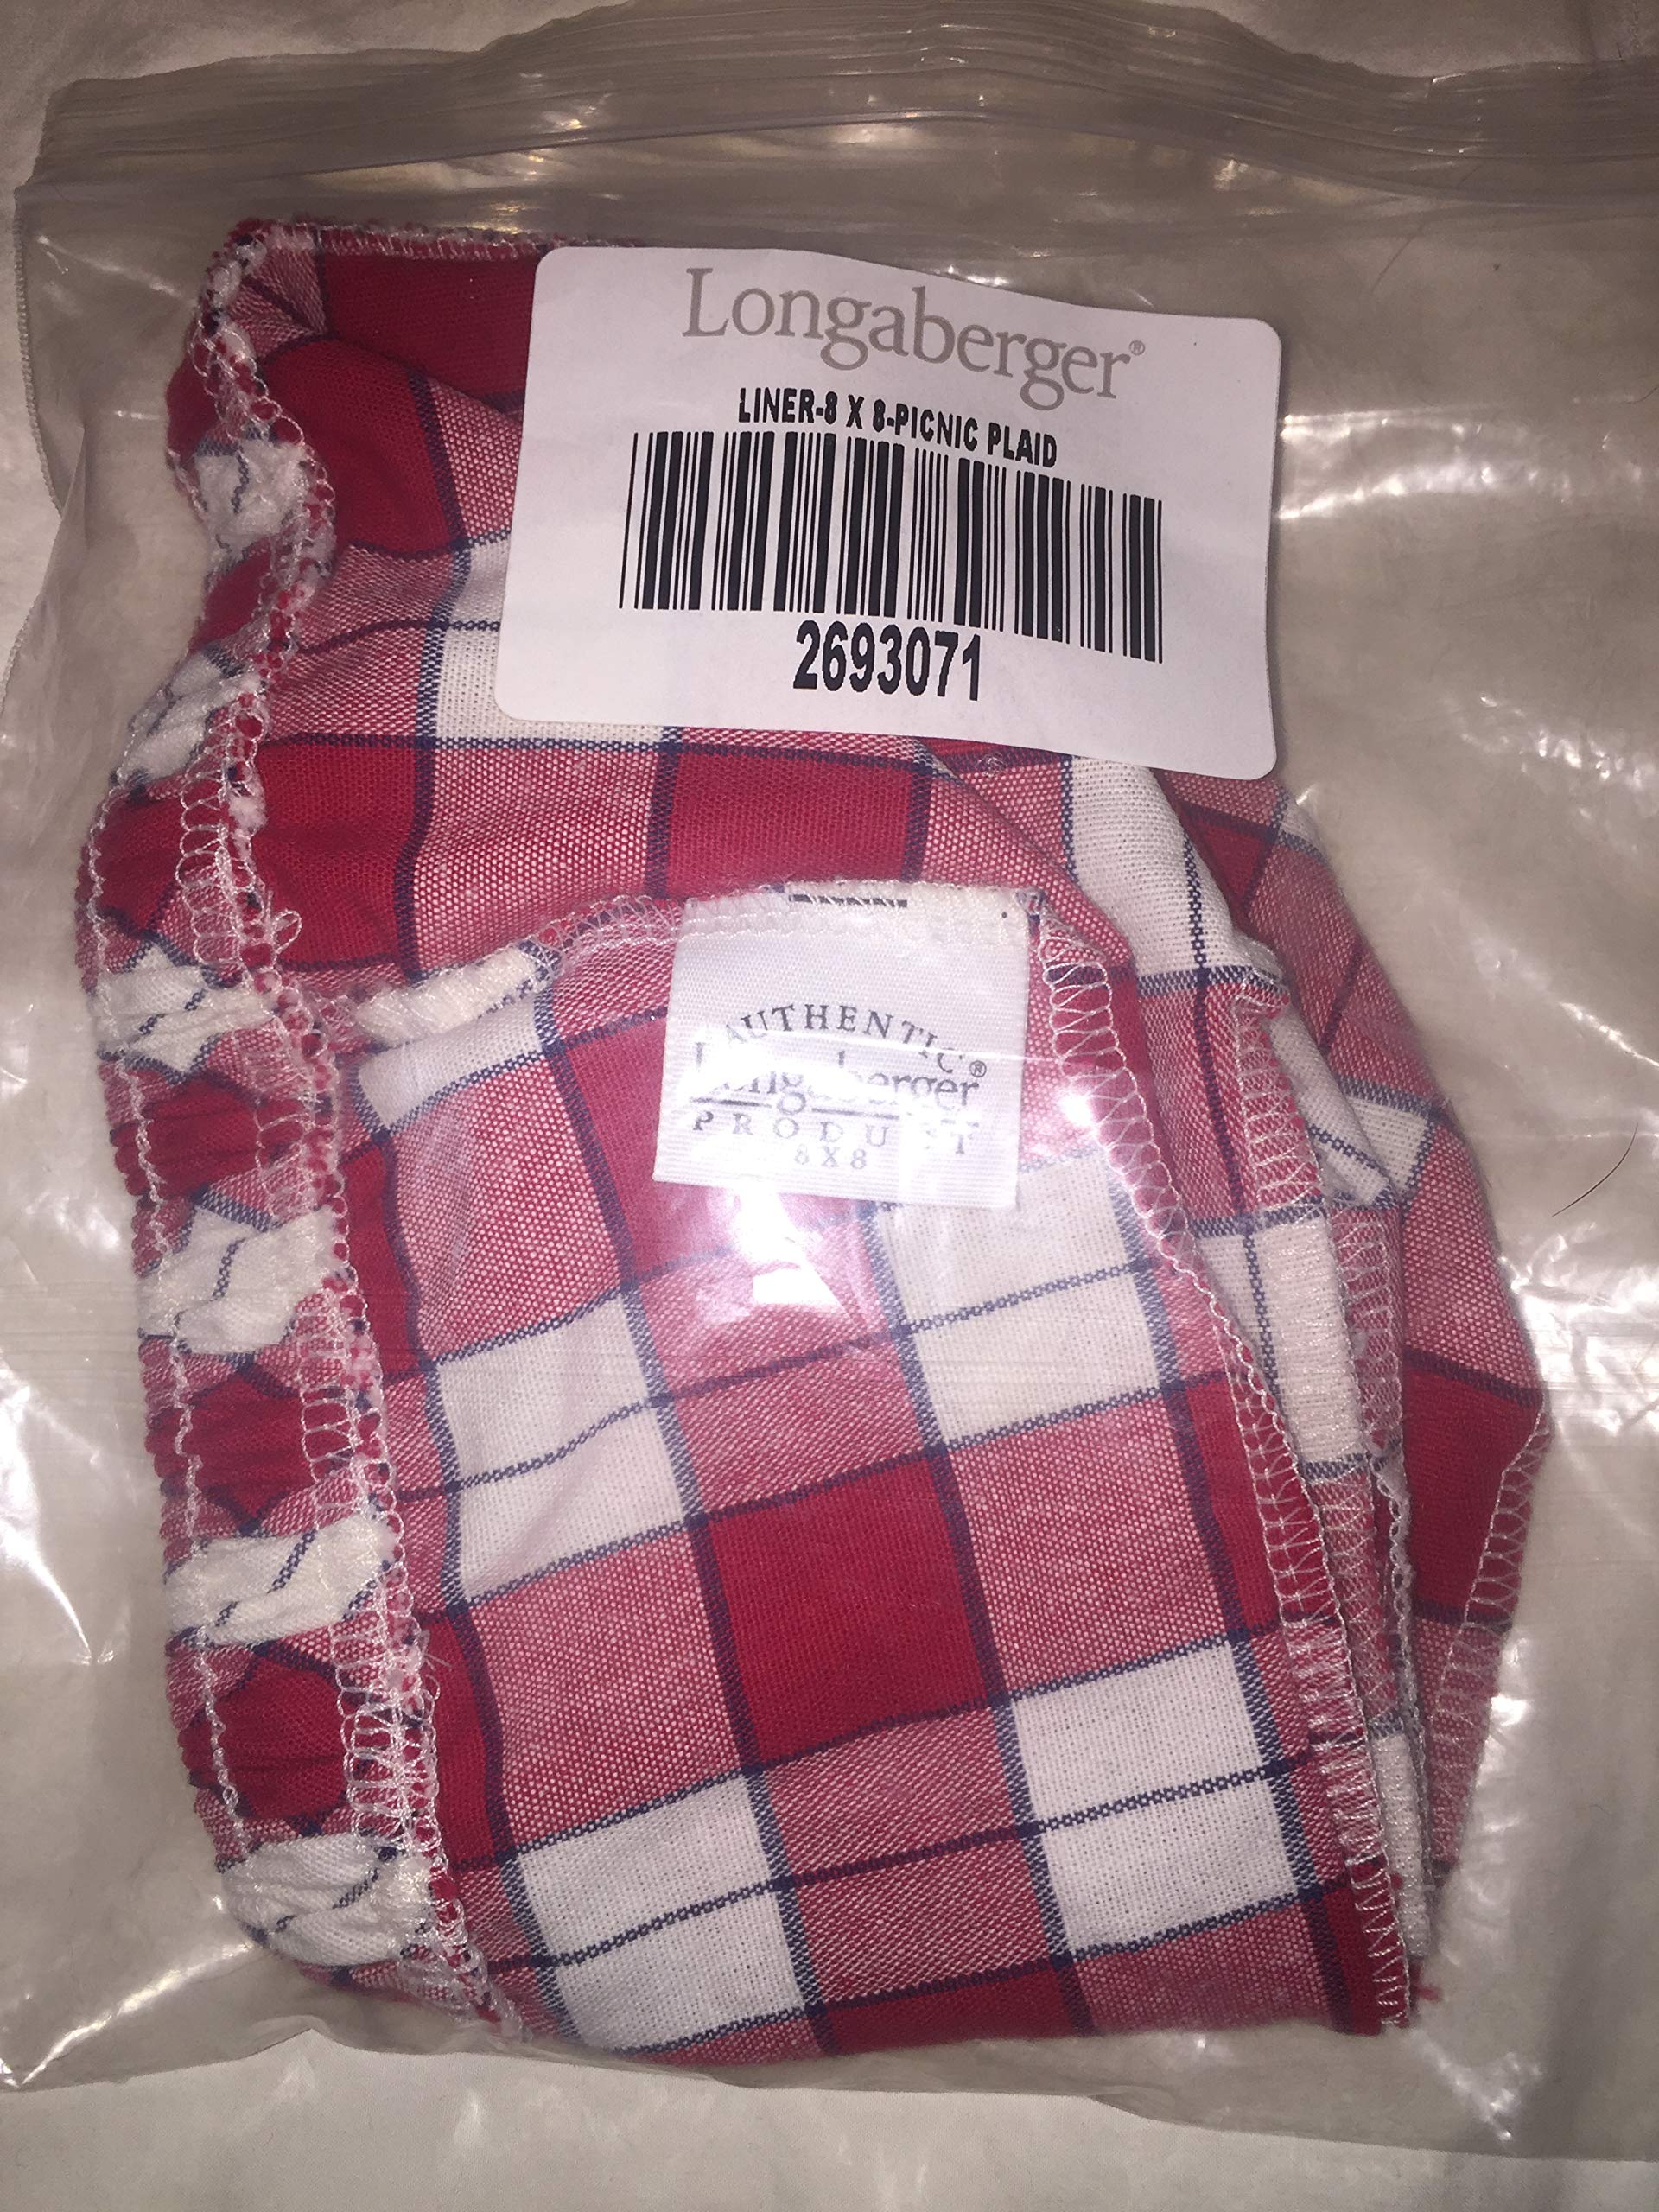 Longaberger®
LINER-8 X 8-PICNIC PLAID
2693071
AUTHENTIC
Longaberger®
PRODUCT
8X8